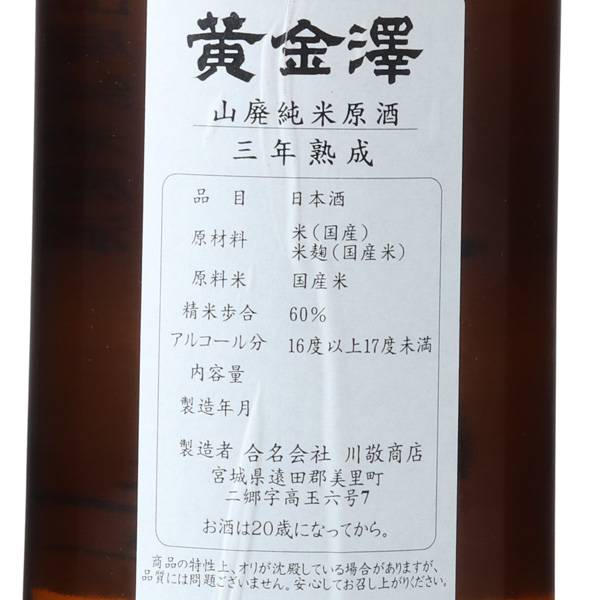 黄金澤
山廃純米原酒
三年熟成
品目 日本酒
原材料 米(国産)
米麹(国産米)
原料米 国産米
精米歩合 60%
アルコール分 16度以上17度未満
内容量
製造年月
製造者 合名会社 川敬商店
宮城県遠田郡美里町
二郷字高玉六号7
お酒は20歳になってから。
商品の特性上、オリが沈殿している場合がありますが、
品質には問題ございません。安心してお召し上がりください。